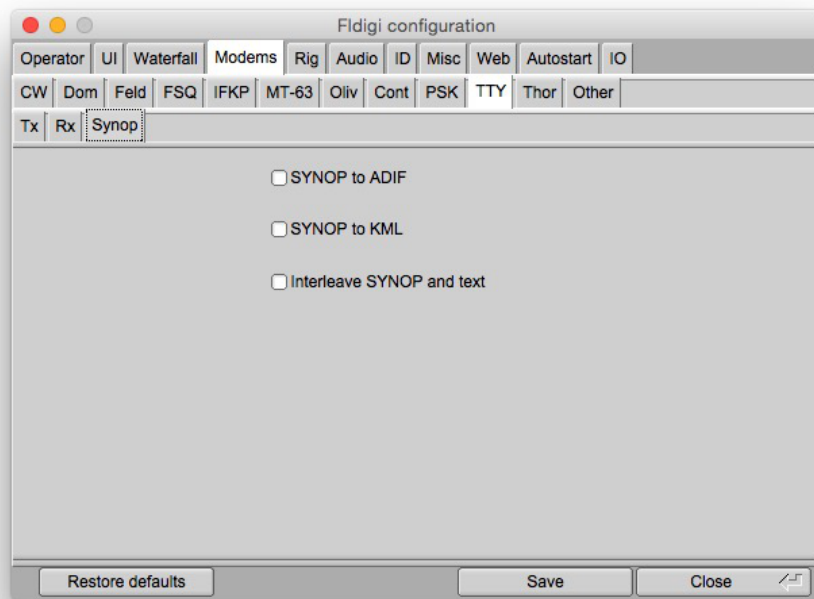 Fldigi configuration
Operator UI Waterfall Modems Rig Audio ID Misc Web Autostart IO
CW Dom Feld FSQ IFKP MT-63 Oliv Cont PSK TTY Thor Other
Tx Rx Synop
SYNOP to ADIF
SYNOP to KML
Interleave SYNOP and text
Restore defaults Save Close